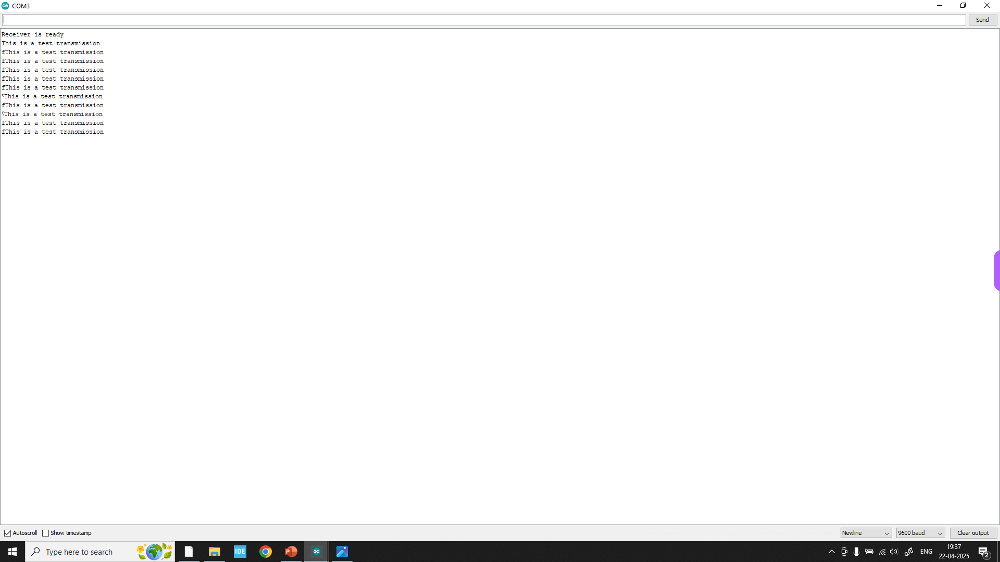 COM3
Send
Receiver is ready
This is a test transmission
fThis is a test transmission
fThis is a test transmission
fThis is a test transmission
fThis is a test transmission
fThis is a test transmission
⸮This is a test transmission
fThis is a test transmission
⸮This is a test transmission
fThis is a test transmission
fThis is a test transmission
Autoscroll Show timestamp Newline 9600 baud Clear output
Type here to search IDE P ENG 19:37
22-04-2025 2